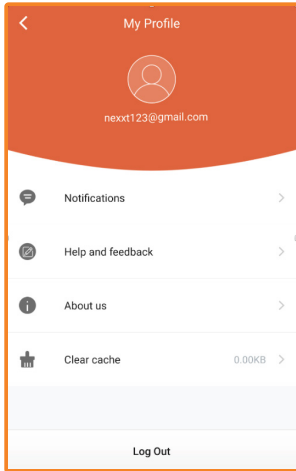 My Profile
nexxt123@gmail.com
Notifications
Help and feedback
About us
Clear cache 0.00KB
Log Out